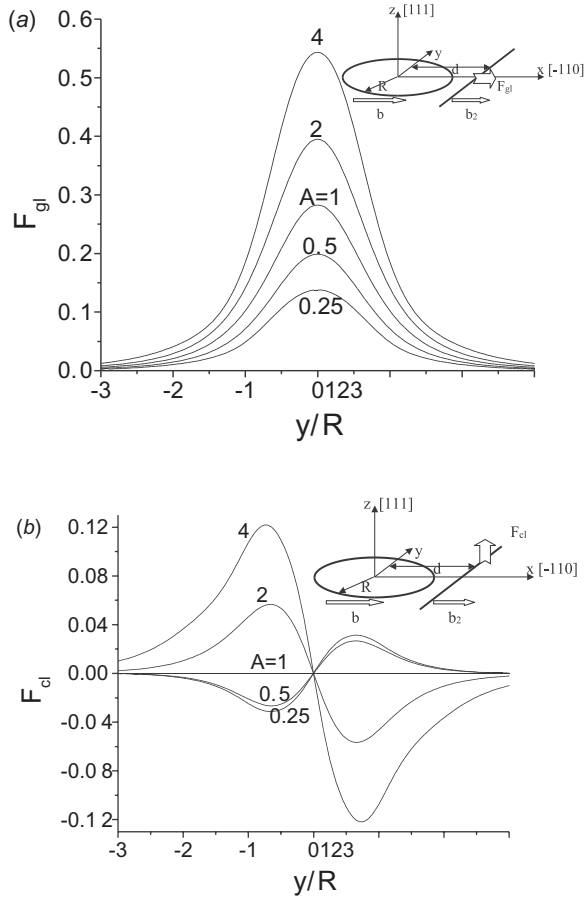 (a)
0.6
0.5
0.4
0.3
0.2
0.1
0.0
F_gl
4
2
A=1
0.5
0.25
z [111]
y
d
x [-110]
R
F_gl
b
b_2
-3 -2 -1 0123
y/R
(b)
0.12
0.08
0.04
0.00
-0.04
-0.08
-0.12
F_cl
4
2
A=1
0.5
0.25
z [111]
F_cl
y
d
x [-110]
R
b
b_2
-3 -2 -1 0123
y/R